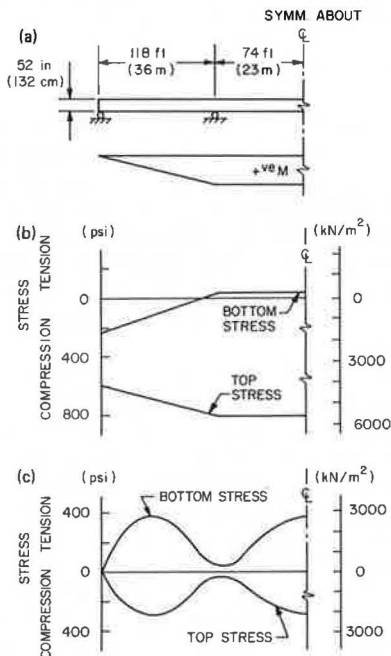 SYMM. ABOUT
℄
(a)
118 ft
(36 m)
74 ft
(23 m)
52 in
(132 cm)
+ve M
(b)
(psi)
℄
(kN/m²)
STRESS
COMPRESSION TENSION
0
400
800
BOTTOM
STRESS
TOP
STRESS
0
3000
6000
(c)
(psi)
℄
(kN/m²)
STRESS
COMPRESSION TENSION
400
0
400
BOTTOM STRESS
TOP STRESS
3000
0
3000